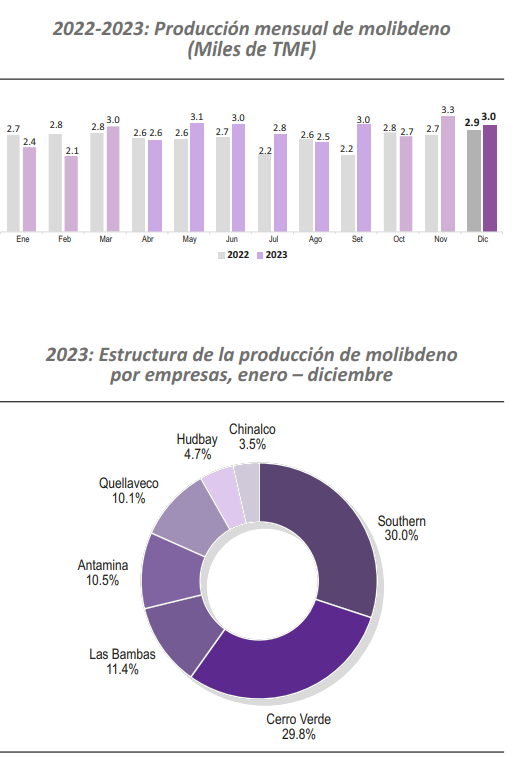 2022-2023: Producción mensual de molibdeno
(Miles de TMF)
2.7 2.4 2.8 2.1 2.8 3.0 2.6 2.6 2.6 3.1 2.7 3.0 2.2 2.8 2.6 2.5 2.2 3.0 2.8 2.7 2.7 3.3 2.9 3.0
Ene Feb Mar Abr May Jun Jul Ago Set Oct Nov Dic
2022 2023
2023: Estructura de la producción de molibdeno
por empresas, enero – diciembre
Chinalco
3.5%
Hudbay
4.7%
Quellaveco
10.1%
Southern
30.0%
Antamina
10.5%
Las Bambas
11.4%
Cerro Verde
29.8%